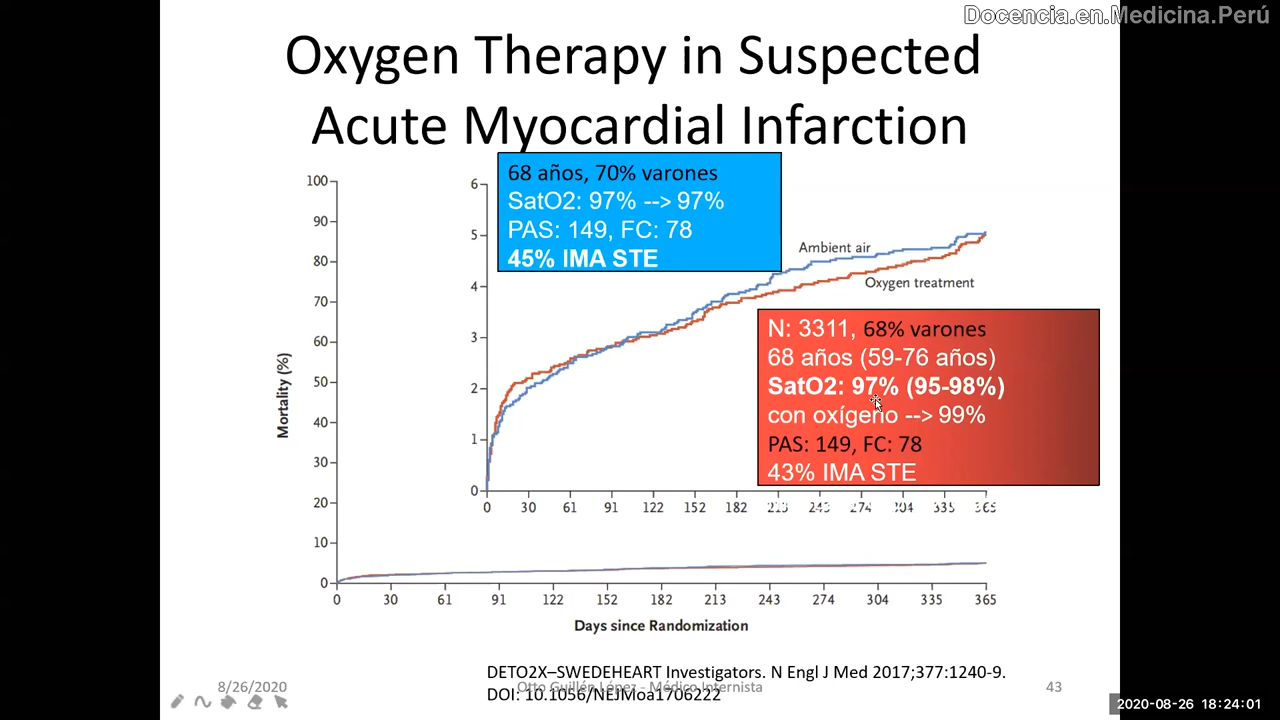 Docencia.en.Medicina.Perú
Oxygen Therapy in Suspected
Acute Myocardial Infarction
68 años, 70% varones
SatO2: 97% --> 97%
PAS: 149, FC: 78
45% IMA STE
100
90
80
70
60
50
40
30
20
10
0
Mortality (%)
6
5
4
3
2
1
0
Ambient air
Oxygen treatment
N: 3311, 68% varones
68 años (59-76 años)
SatO2: 97% (95-98%)
con oxígeno --> 99%
PAS: 149, FC: 78
43% IMA STE
0 30 61 91 122 152 182 213 243 274 304 335 365
0 30 61 91 122 152 182 213 243 274 304 335 365
Days since Randomization
DETO2X–SWEDEHEART Investigators. N Engl J Med 2017;377:1240-9.
DOI: 10.1056/NEJMoa1706222
8/26/2020
Otto Guillén López - Médico Internista
43
2020-08-26 18:24:01